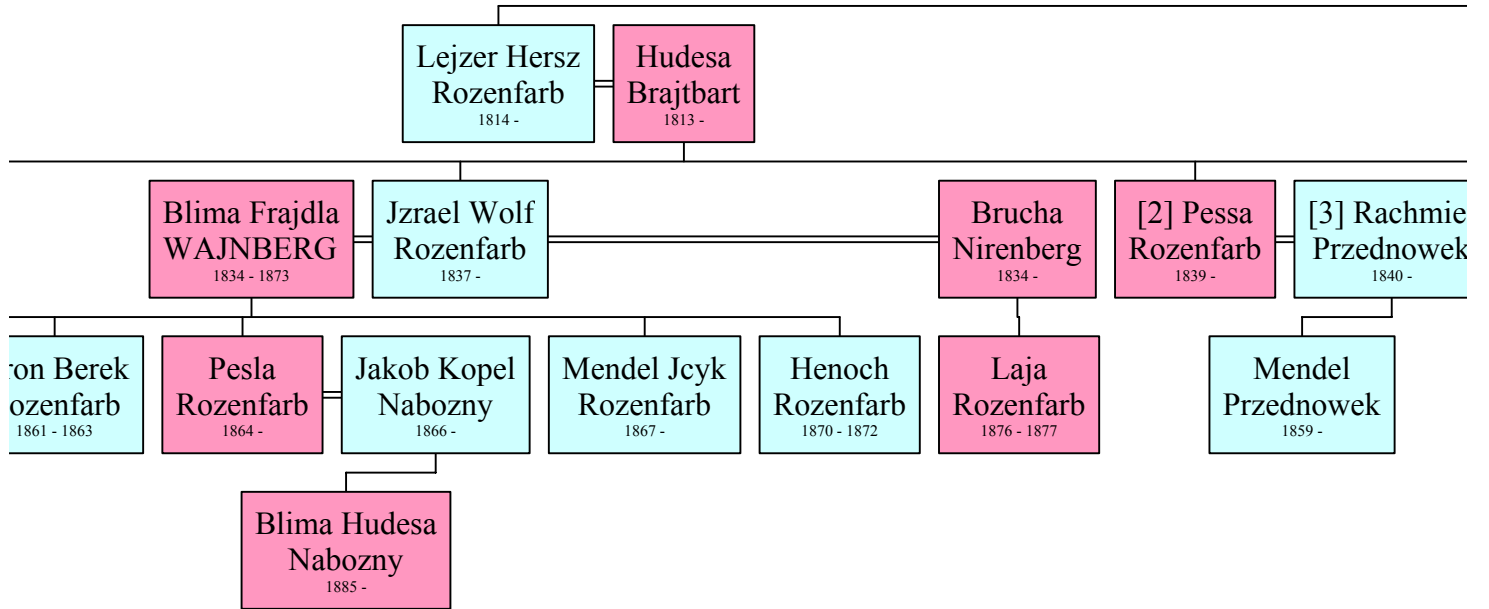 Lejzer Hersz
Rozenfarb
1814 -
Hudesa
Brajtbart
1813 -
Blima Frajdla
WAJNBERG
1834 - 1873
Jzrael Wolf
Rozenfarb
1837 -
Brucha
Nirenberg
1834 -
[2] Pessa
Rozenfarb
1839 -
[3] Rachmie
Przednowek
1840 -
ron Berek
ozenfarb
1861 - 1863
Pesla
Rozenfarb
1864 -
Jakob Kopel
Nabozny
1866 -
Mendel Jcyk
Rozenfarb
1867 -
Henoch
Rozenfarb
1870 - 1872
Laja
Rozenfarb
1876 - 1877
Mendel
Przednowek
1859 -
Blima Hudesa
Nabozny
1885 -